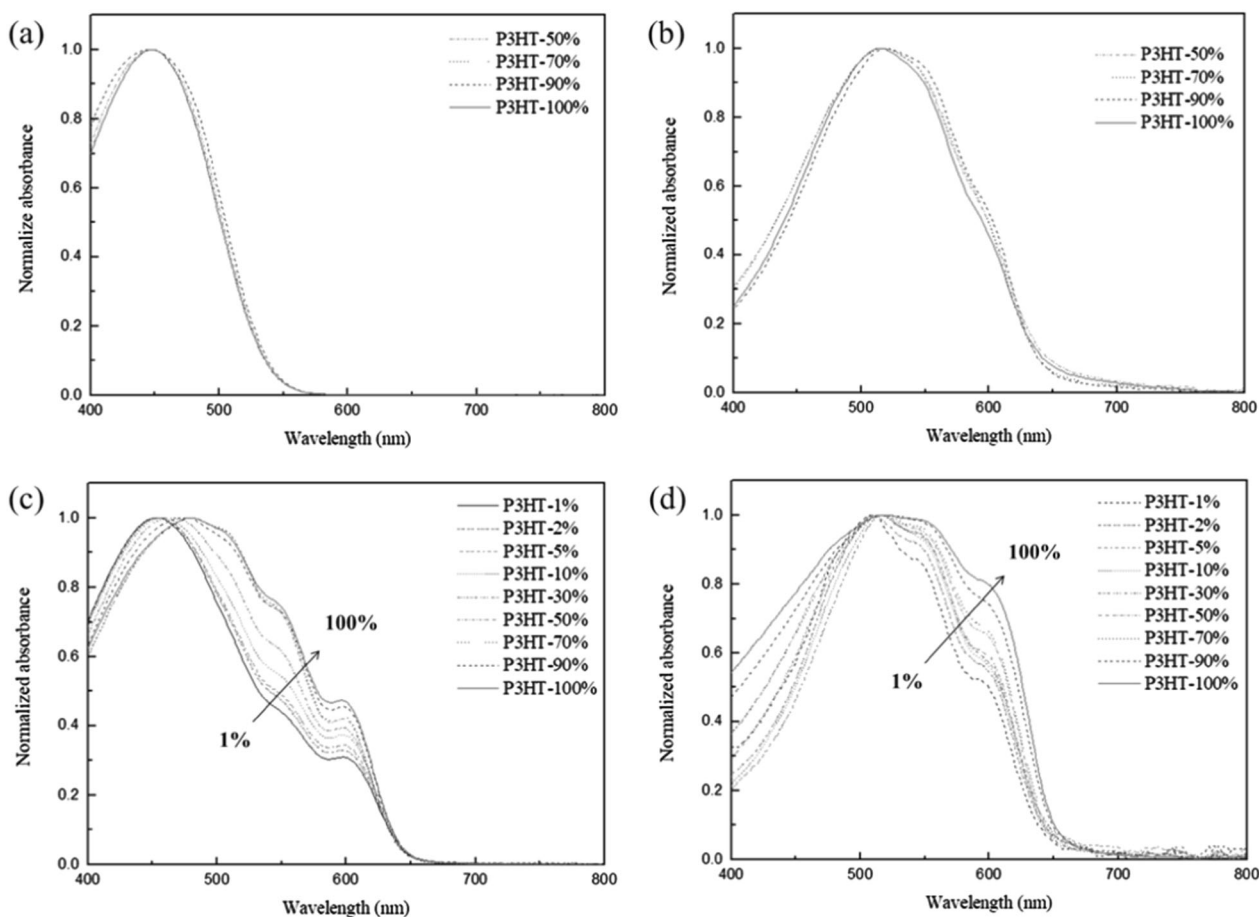 (a)
P3HT-50%
P3HT-70%
P3HT-90%
P3HT-100%
1.0
0.8
0.6
0.4
0.2
0.0
Normalize absorbance
400 500 600 700 800
Wavelength (nm)
(b)
P3HT-50%
P3HT-70%
P3HT-90%
P3HT-100%
1.0
0.8
0.6
0.4
0.2
0.0
Normalized absorbance
400 500 600 700 800
Wavelength (nm)
(c)
P3HT-1%
P3HT-2%
P3HT-5%
P3HT-10%
P3HT-30%
P3HT-50%
P3HT-70%
P3HT-90%
P3HT-100%
100%
1%
1.0
0.8
0.6
0.4
0.2
0.0
Normalized absorbance
400 500 600 700 800
Wavelength (nm)
(d)
P3HT-1%
P3HT-2%
P3HT-5%
P3HT-10%
P3HT-30%
P3HT-50%
P3HT-70%
P3HT-90%
P3HT-100%
100%
1%
1.0
0.8
0.6
0.4
0.2
0.0
Normalized absorbance
400 500 600 700 800
Wavelength (nm)